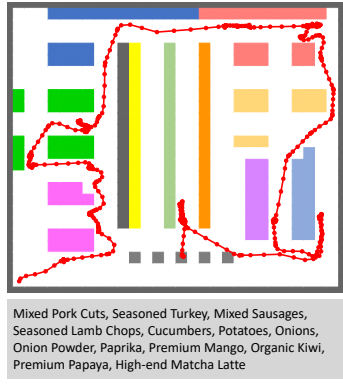 Mixed Pork Cuts, Seasoned Turkey, Mixed Sausages,
Seasoned Lamb Chops, Cucumbers, Potatoes, Onions,
Onion Powder, Paprika, Premium Mango, Organic Kiwi,
Premium Papaya, High-end Matcha Latte